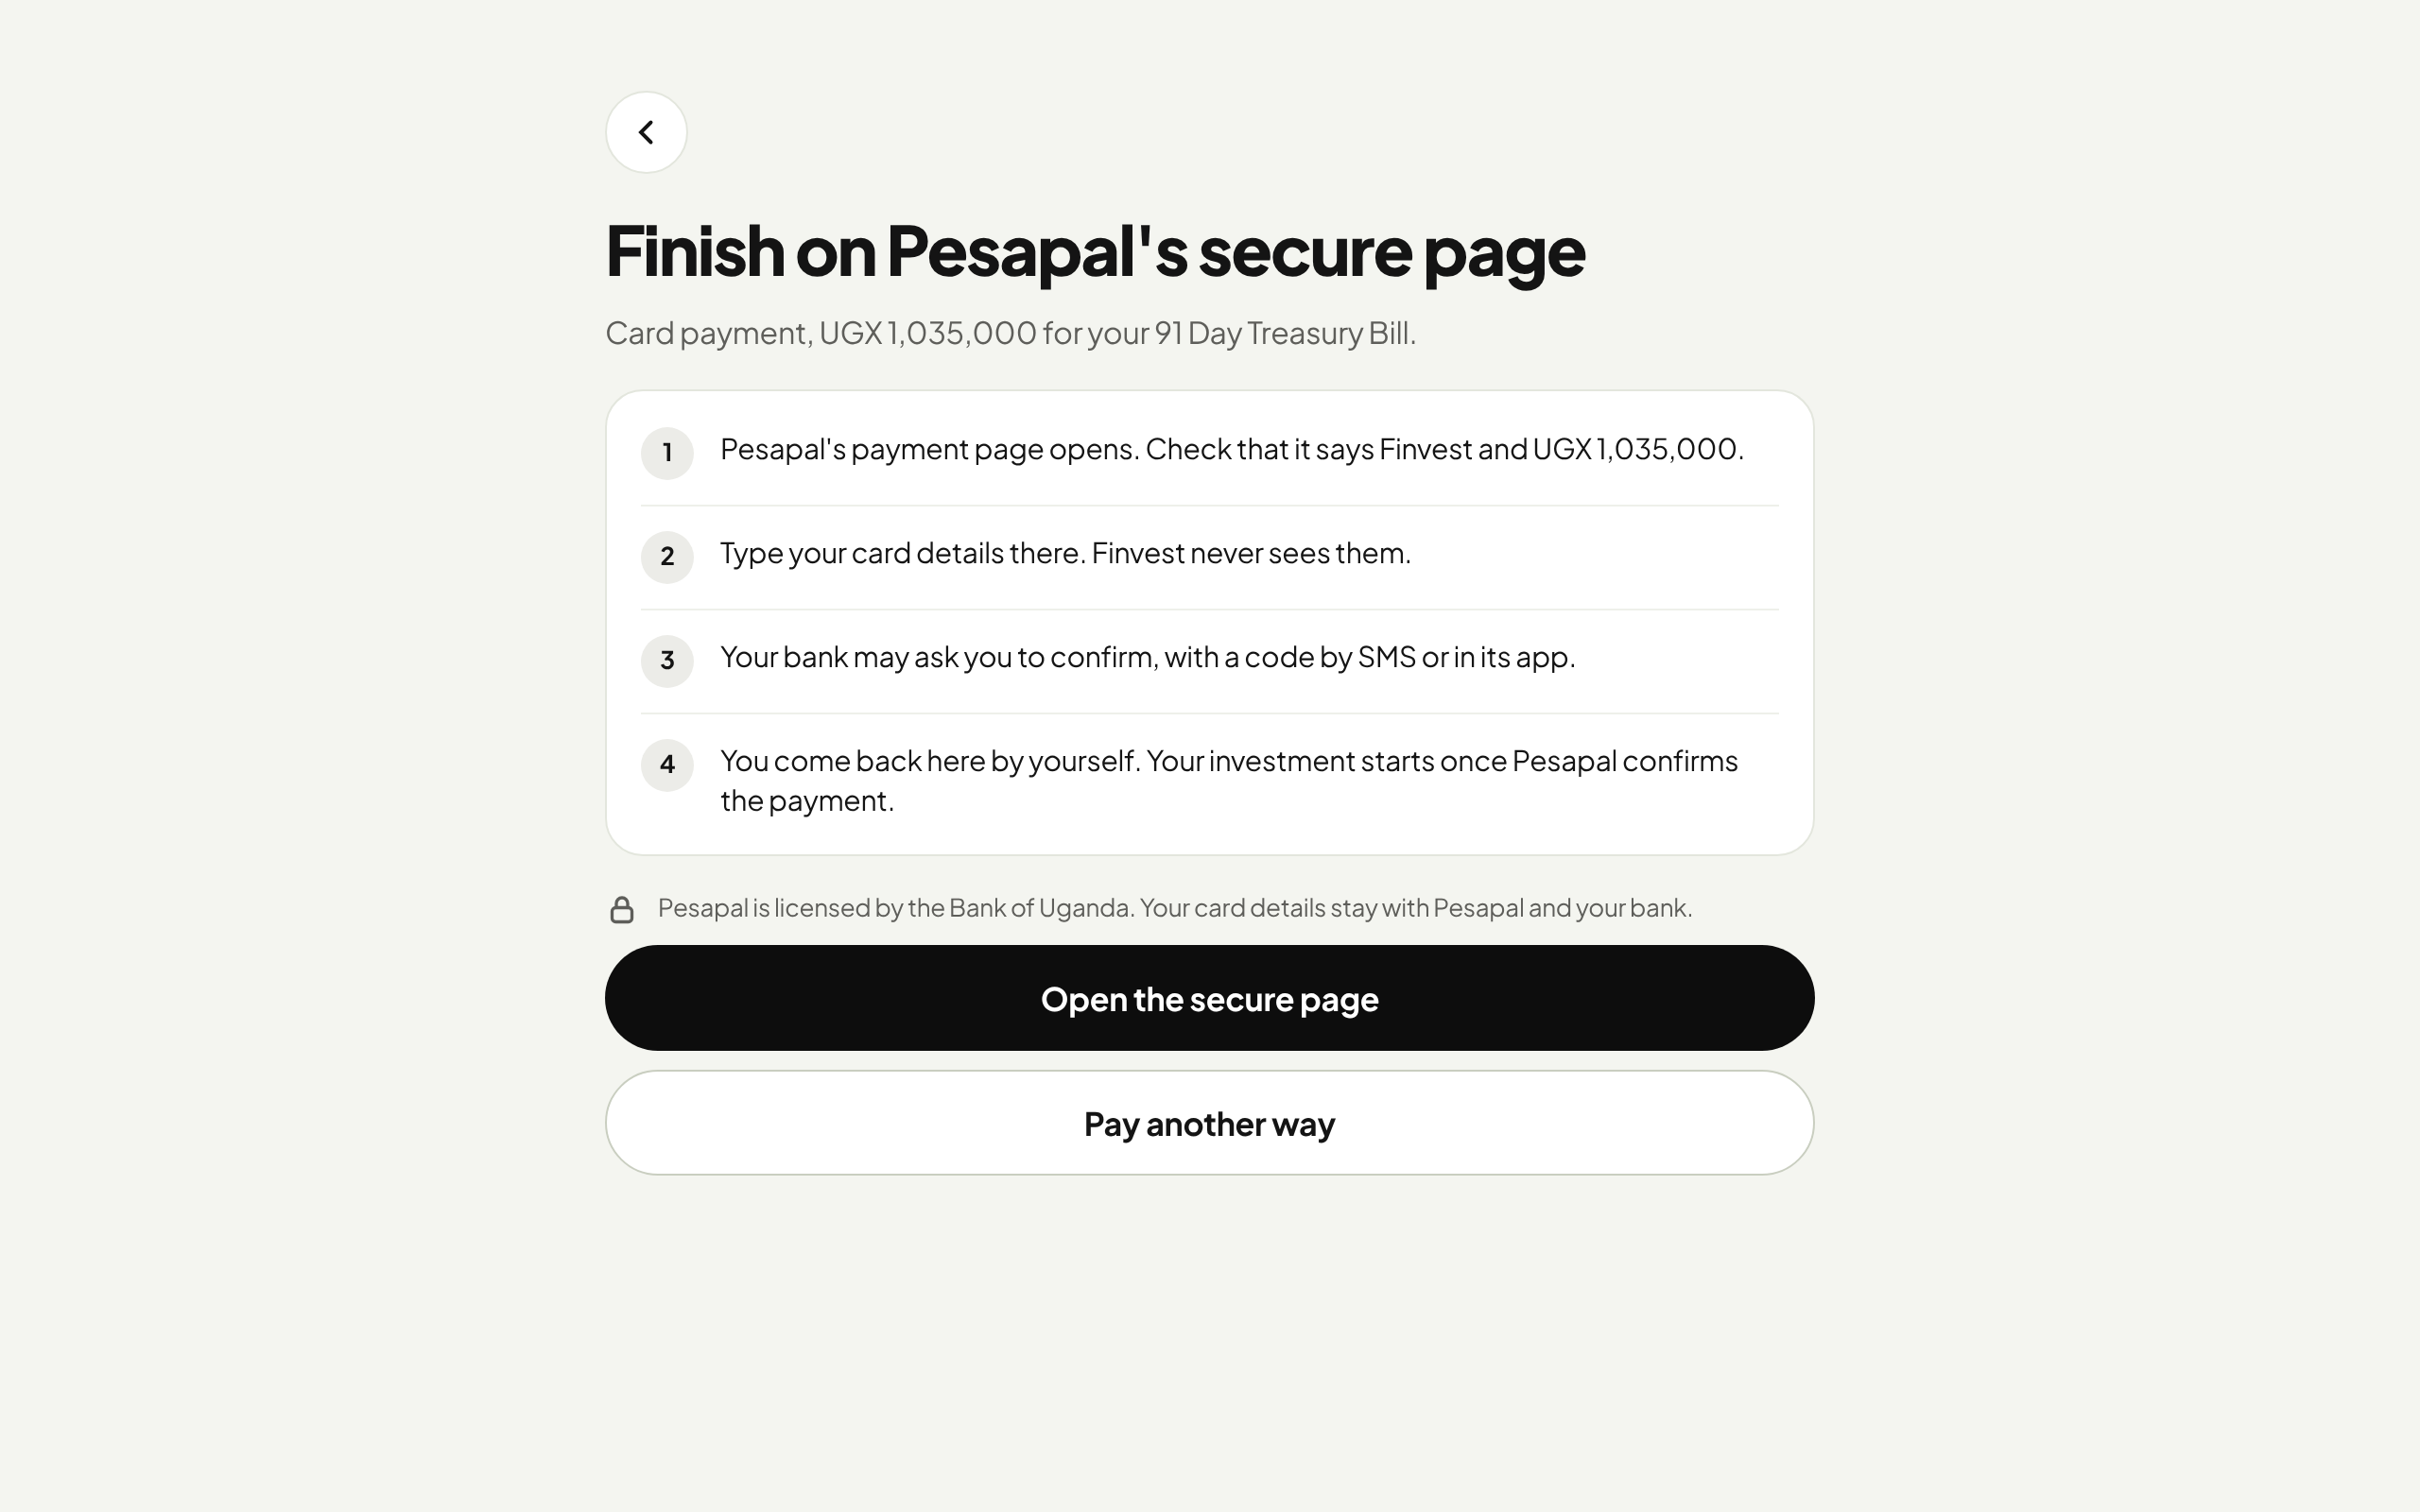 Finish on Pesapal's secure page
Card payment, UGX 1,035,000 for your 91 Day Treasury Bill.
1 Pesapal's payment page opens. Check that it says Finvest and UGX 1,035,000.
2 Type your card details there. Finvest never sees them.
3 Your bank may ask you to confirm, with a code by SMS or in its app.
4 You come back here by yourself. Your investment starts once Pesapal confirms
the payment.
Pesapal is licensed by the Bank of Uganda. Your card details stay with Pesapal and your bank.
Open the secure page
Pay another way